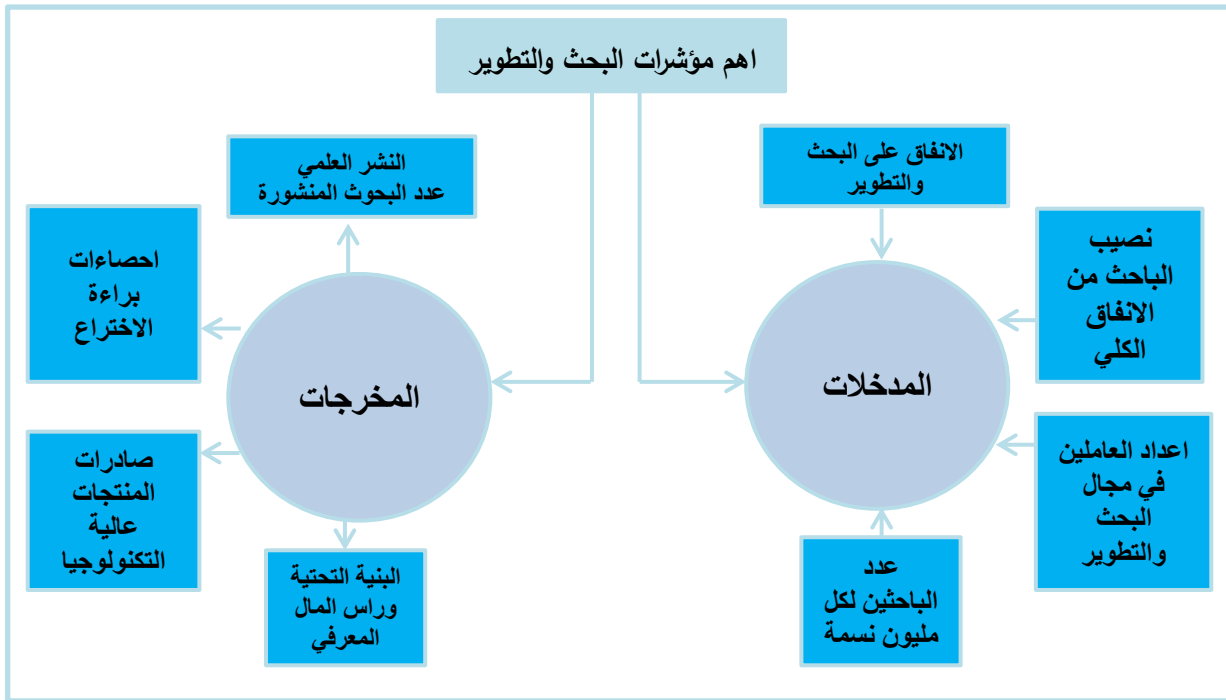 اهم مؤشرات البحث والتطوير
الانفاق على البحث
والتطوير
نصيب
الباحث من
الانفاق
الكلي
المدخلات
اعداد العاملين
في مجال
البحث
والتطوير
عدد
الباحثين لكل
مليون نسمة
النشر العلمي
عدد البحوث المنشورة
احصاءات
براءة
الاختراع
المخرجات
صادرات
المنتجات
عالية
التكنولوجيا
البنية التحتية
وراس المال
المعرفي